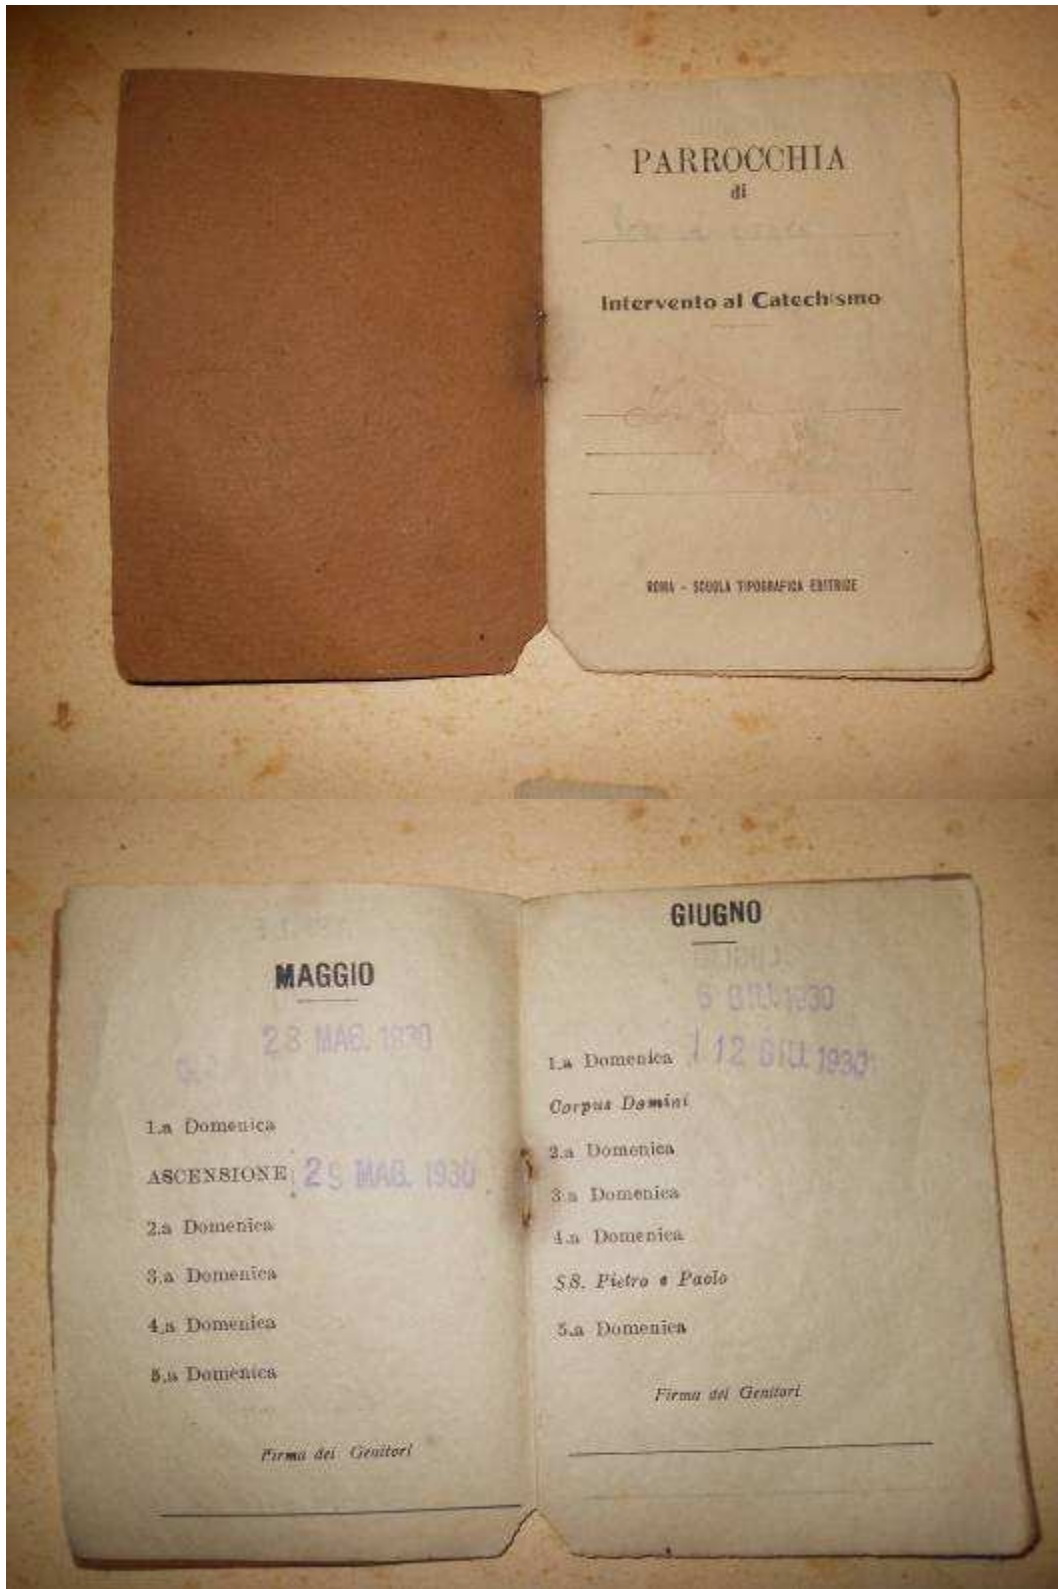 PARROCCHIA
di
Intervento al Catechismo
ROMA - SCUOLA TIPOGRAFICA EDITRICE
MAGGIO
28 MAG. 1930
1.a Domenica
ASCENSIONE 29 MAG. 1930
2.a Domenica
3.a Domenica
4.a Domenica
5.a Domenica
Firma dei Genitori
GIUGNO
6 GIU. 1930
1.a Domenica 12 GIU. 1930
Corpus Domini
2.a Domenica
3.a Domenica
4.a Domenica
S.S. Pietro e Paolo
5.a Domenica
Firma dei Genitori